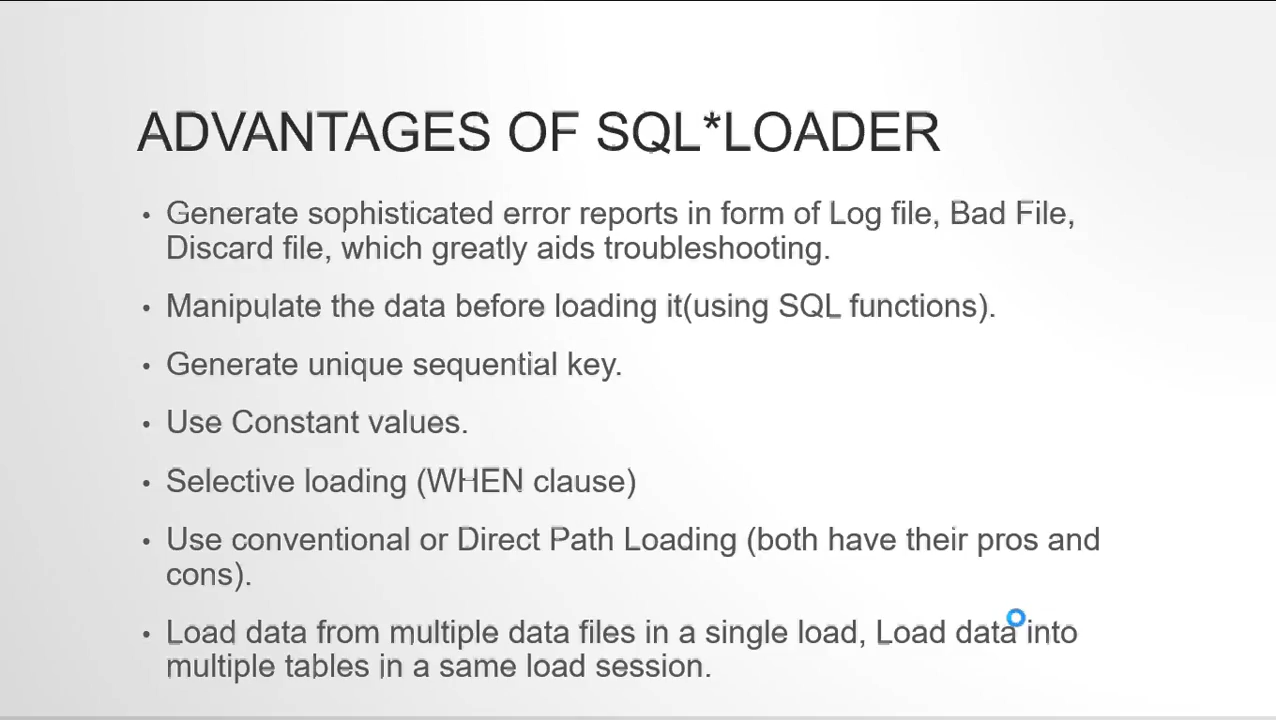 ADVANTAGES OF SQL*LOADER
• Generate sophisticated error reports in form of Log file, Bad File,
Discard file, which greatly aids troubleshooting.
• Manipulate the data before loading it(using SQL functions).
• Generate unique sequential key.
• Use Constant values.
• Selective loading (WHEN clause)
• Use conventional or Direct Path Loading (both have their pros and
cons).
• Load data from multiple data files in a single load, Load data into
multiple tables in a same load session.